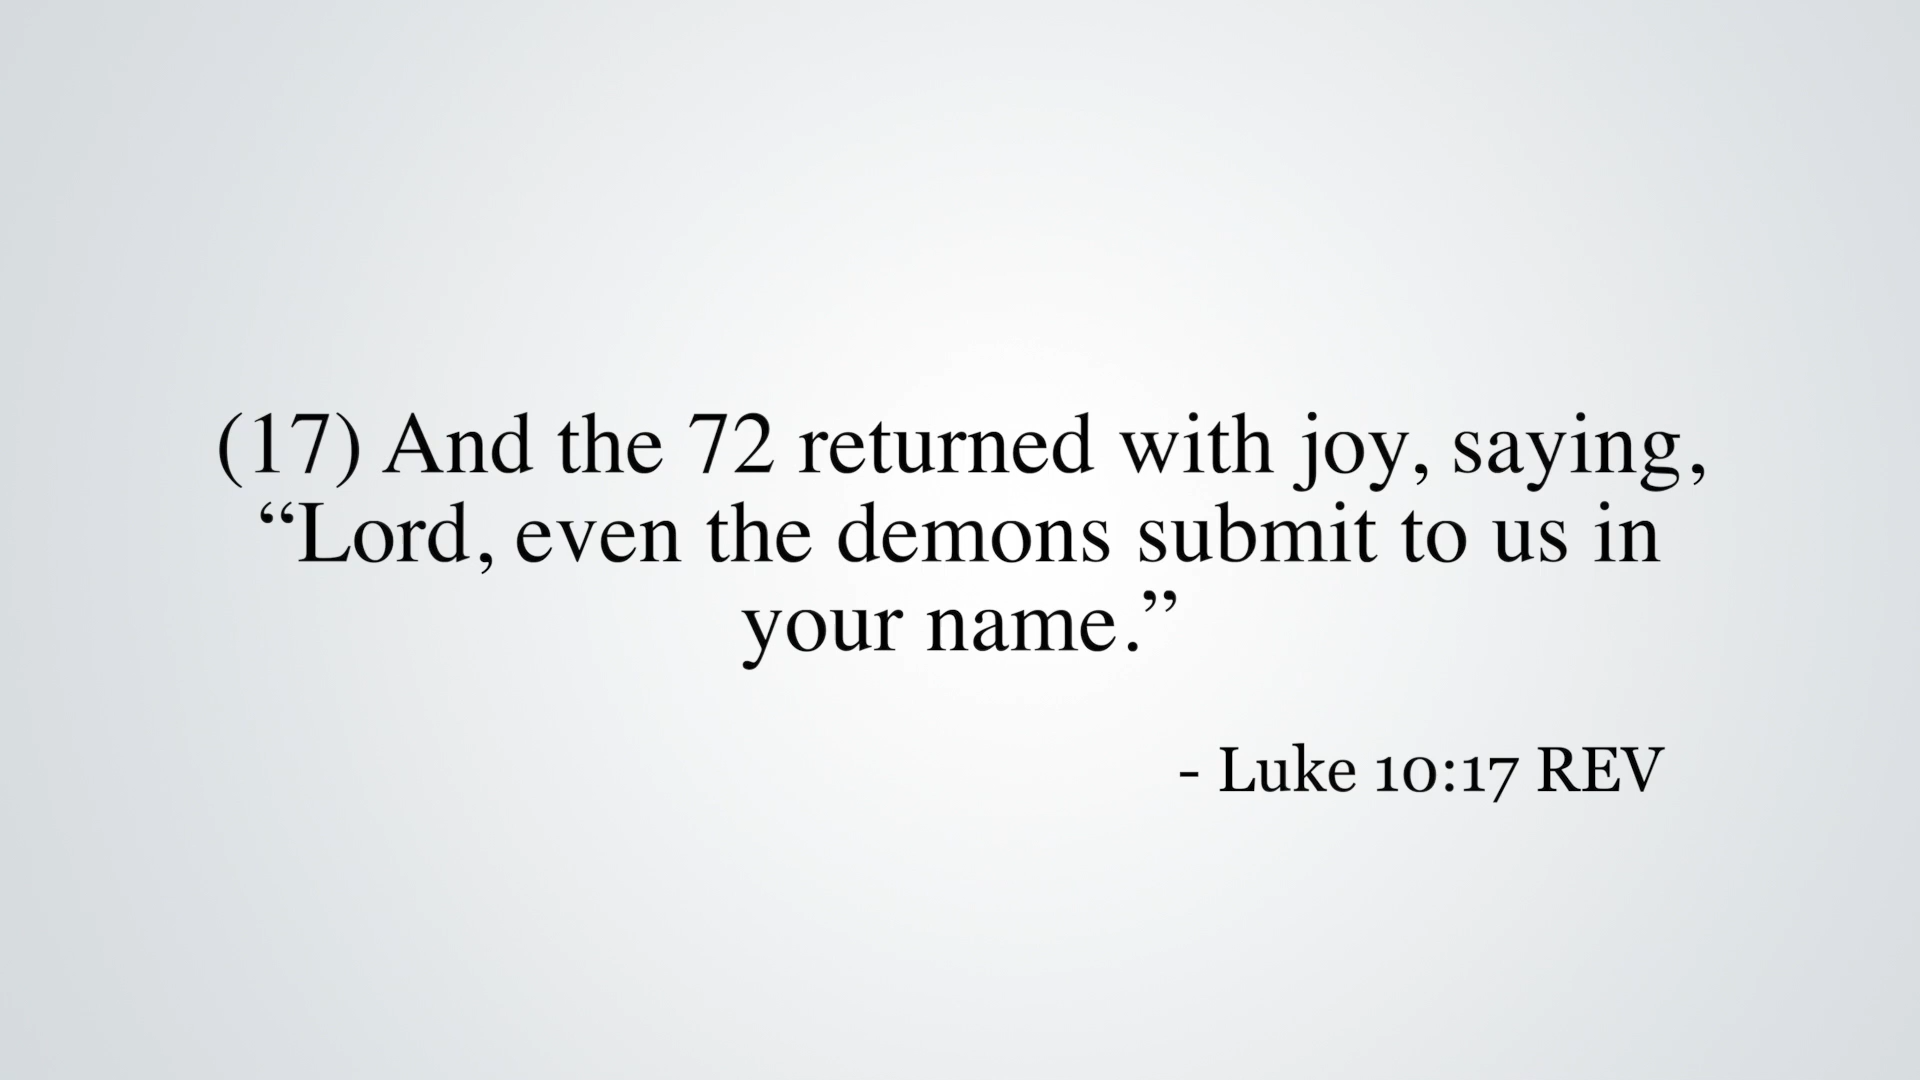 (17) And the 72 returned with joy, saying,
“Lord, even the demons submit to us in
your name.”
- Luke 10:17 REV